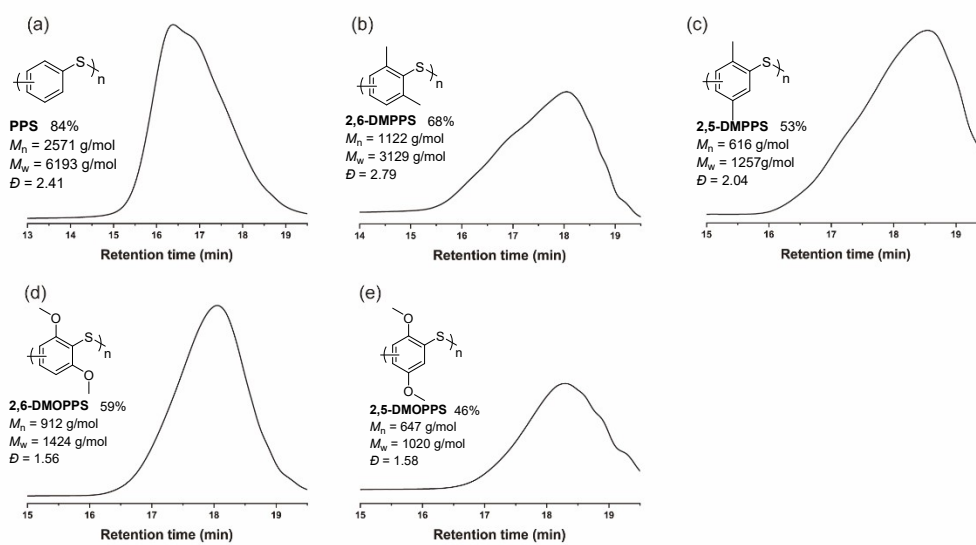 (a)
S
n
PPS 84%
Mn = 2571 g/mol
Mw = 6193 g/mol
Đ = 2.41
13 14 15 16 17 18 19
Retention time (min)
(b)
S
n
2,6-DMPPS 68%
Mn = 1122 g/mol
Mw = 3129 g/mol
Đ = 2.79
14 15 16 17 18 19
Retention time (min)
(c)
S
n
2,5-DMPPS 53%
Mn = 616 g/mol
Mw = 1257g/mol
Đ = 2.04
15 16 17 18 19
Retention time (min)
(d)
O
S
n
O
2,6-DMOPPS 59%
Mn = 912 g/mol
Mw = 1424 g/mol
Đ = 1.56
15 16 17 18 19
Retention time (min)
(e)
O
S
n
O
2,5-DMOPPS 46%
Mn = 647 g/mol
Mw = 1020 g/mol
Đ = 1.58
15 16 17 18 19
Retention time (min)